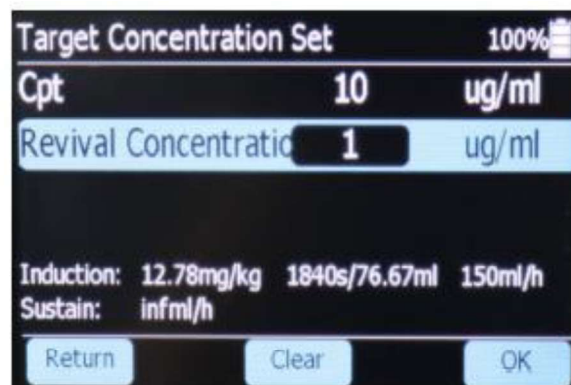 Target Concentration Set 100%
Cpt 10 ug/ml
Revival Concentratio 1 ug/ml
Induction: 12.78mg/kg 1840s/76.67ml 150ml/h
Sustain: infml/h
Return Clear OK